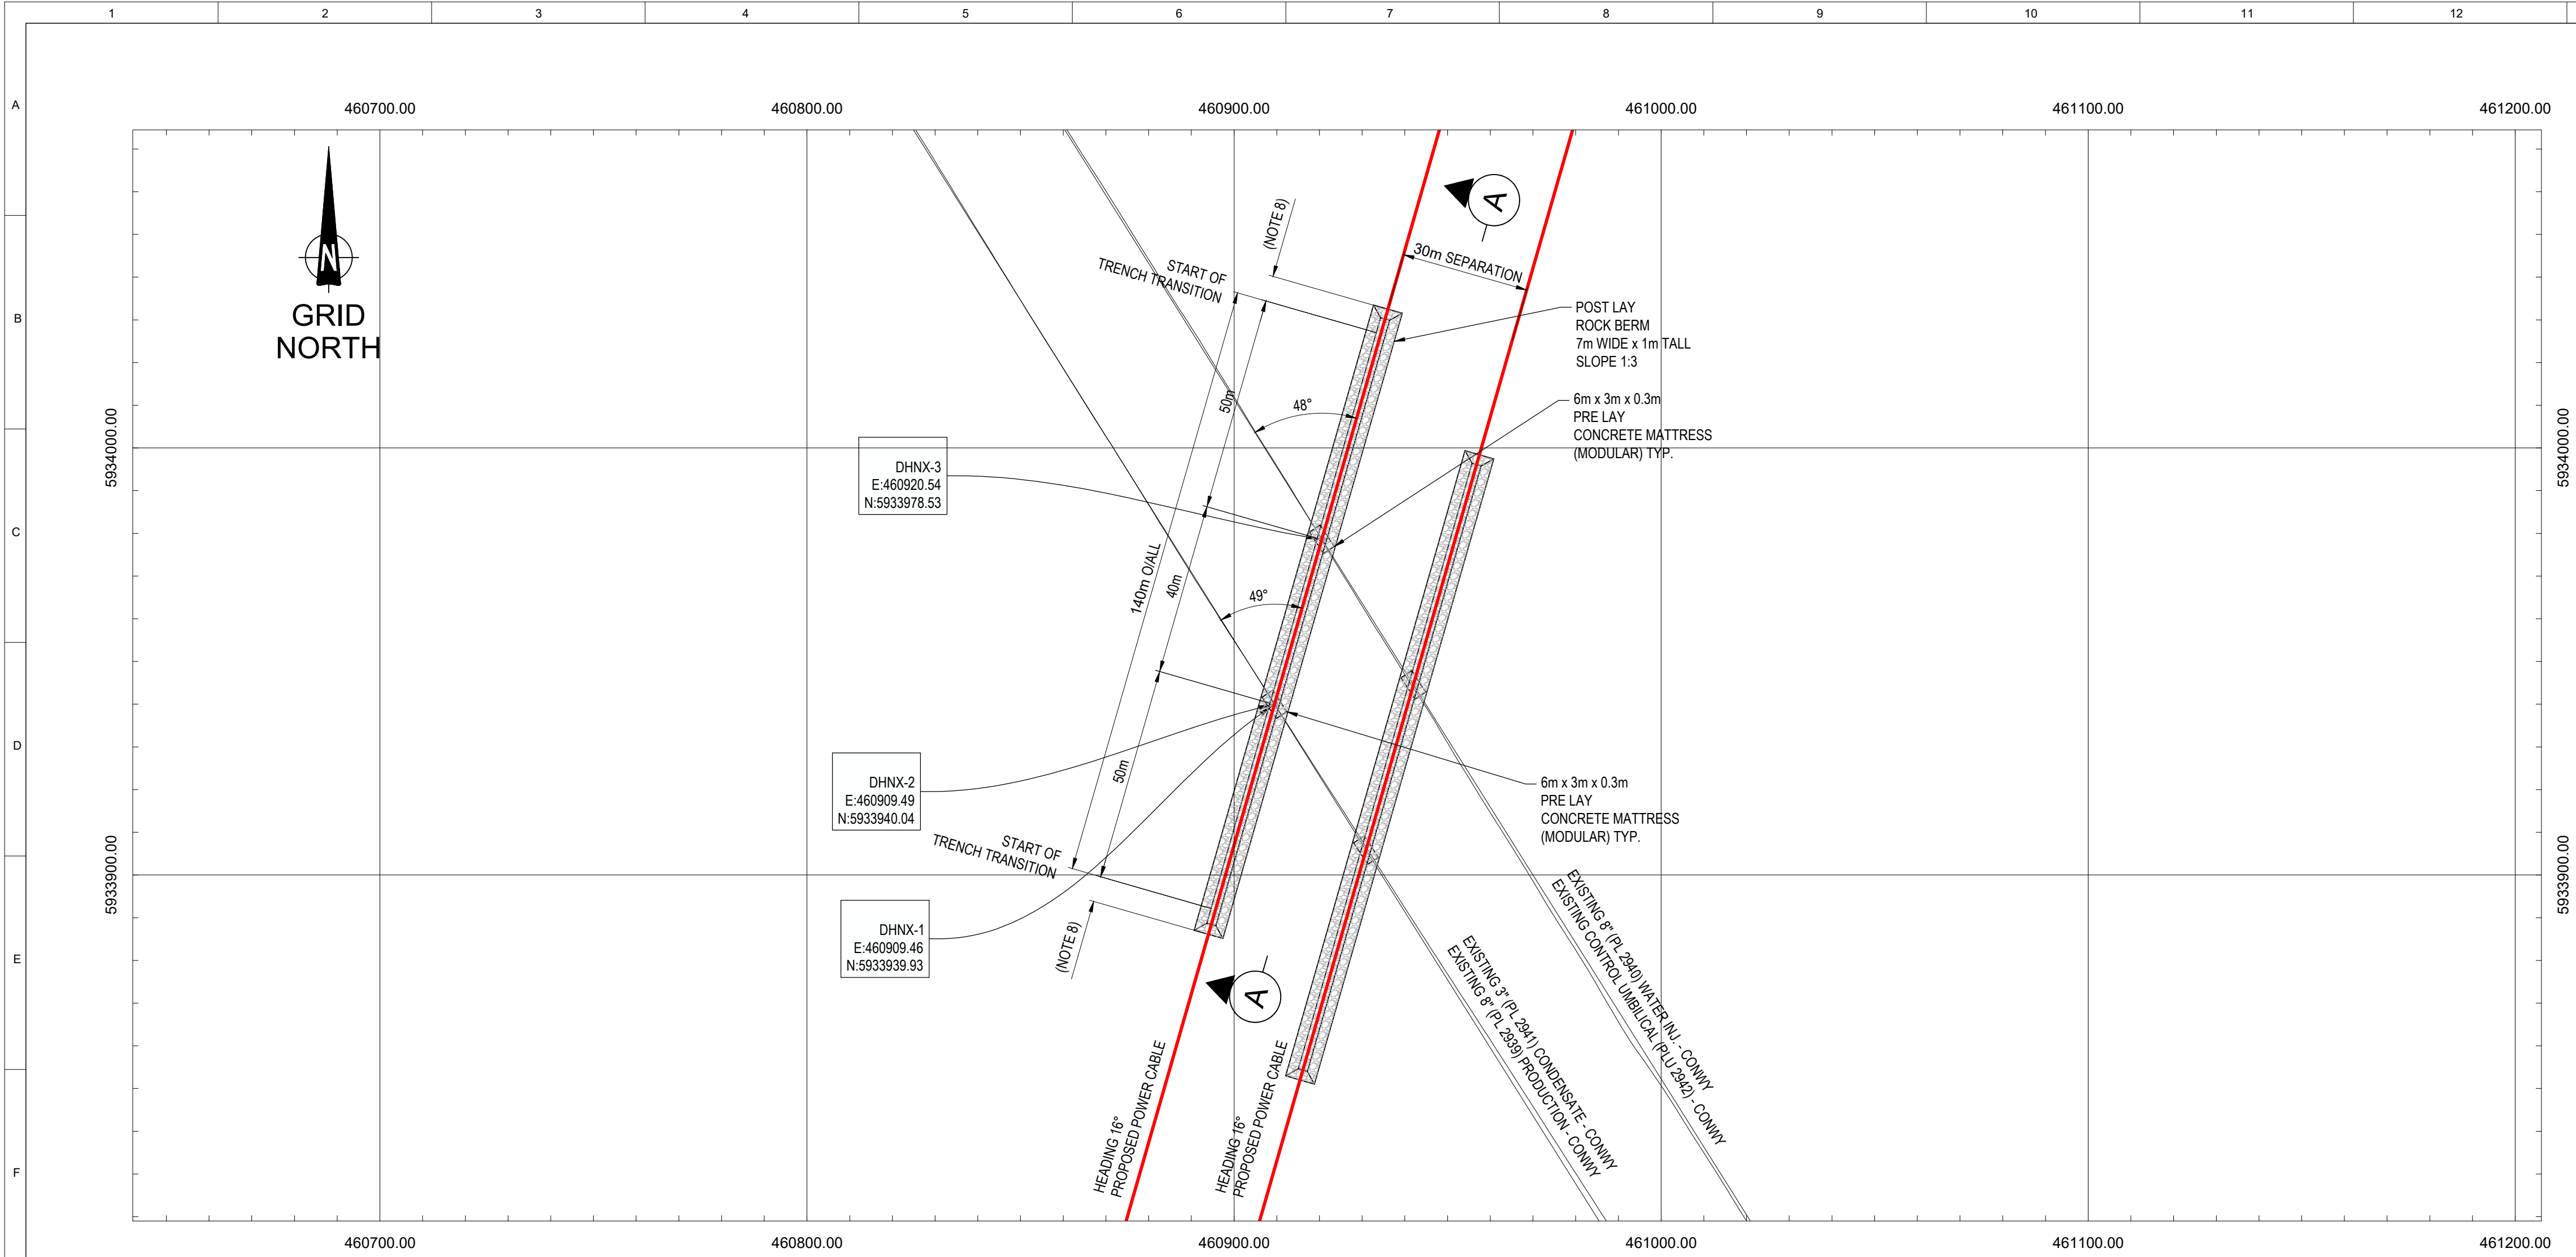 1 2 3 4 5 6 7 8 9 10 11 12
A
B
C
D
E
F
460700.00 460800.00 460900.00 461000.00 461100.00 461200.00
N
GRID
NORTH
A
(NOTE 8)
START OF
TRENCH TRANSITION
30m SEPARATION
POST LAY
ROCK BERM
7m WIDE x 1m TALL
SLOPE 1:3
50m
48°
6m x 3m x 0.3m
PRE LAY
CONCRETE MATTRESS
(MODULAR) TYP.
5934000.00
5934000.00
DHNX-3
E:460920.54
N:5933978.53
140m O/ALL
40m
49°
DHNX-2
E:460909.49
N:5933940.04
50m
6m x 3m x 0.3m
PRE LAY
CONCRETE MATTRESS
(MODULAR) TYP.
START OF
TRENCH TRANSITION
5933900.00
5933900.00
DHNX-1
E:460909.46
N:5933939.93
(NOTE 8)
A
EXISTING 8" (PL 2940) WATER INJ. - CONWY
EXISTING CONTROL UMBILICAL (PLU 2942) - CONWY
EXISTING 3" (PL 2941) CONDENSATE - CONWY
EXISTING 8" (PL 2939) PRODUCTION - CONWY
HEADING 16°
PROPOSED POWER CABLE
HEADING 16°
PROPOSED POWER CABLE
460700.00 460800.00 460900.00 461000.00 461100.00 461200.00